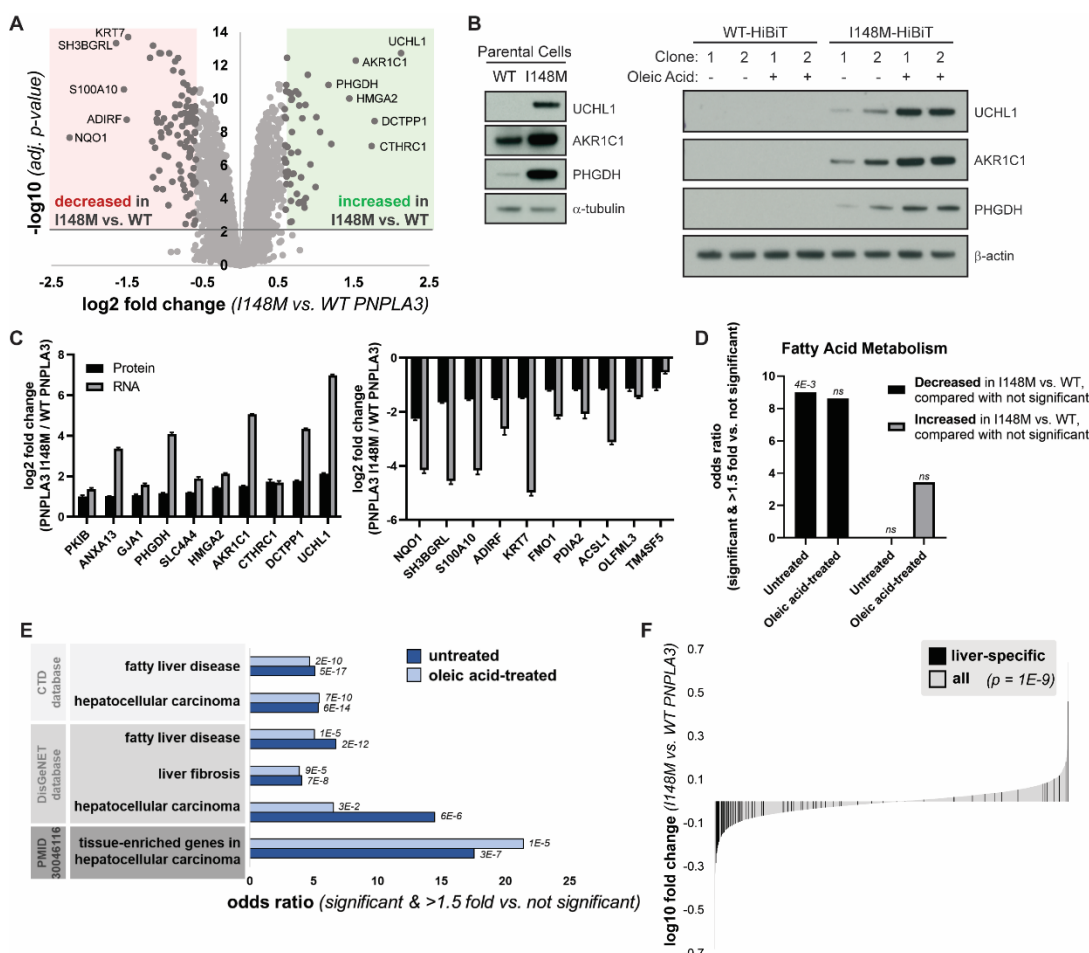 A
-log10 (adj. p-value)
14
12
10
8
6
4
2
0
KRT7
SH3BGRL
S100A10
ADIRF
NQO1
UCHL1
AKR1C1
PHGDH
HMGA2
DCTPP1
CTHRC1
decreased in
I148M vs. WT
increased in
I148M vs. WT
-2.5 -1.5 -0.5 0.5 1.5 2.5
log2 fold change (I148M vs. WT PNPLA3)
B
Parental Cells
WT I148M
UCHL1
AKR1C1
PHGDH
α-tubulin
WT-HiBiT I148M-HiBiT
Clone: 1 2 1 2 1 2 1 2
Oleic Acid: - - + + - - + +
UCHL1
AKR1C1
PHGDH
β-actin
C
log2 fold change
(PNPLA3 I148M / WT PNPLA3)
8
6
4
2
0
Protein
RNA
PKIB
ANXA13
GJA1
PHGDH
SLC4A4
HMGA2
AKR1C1
CTHRC1
DCTPP1
UCHL1
log2 fold change
(PNPLA3 I148M / WT PNPLA3)
0
-2
-4
-6
NQO1
SH3BGRL
S100A10
ADIRF
KRT7
FMO1
PDIA2
ACSL1
OLFML3
TM4SF5
D
Fatty Acid Metabolism
odds ratio
(significant & >1.5 fold vs. not significant)
10
8
6
4
2
0
4E-3
ns
ns
ns
Decreased in I148M vs. WT,
compared with not significant
Increased in I148M vs. WT,
compared with not significant
Untreated
Oleic acid-treated
Untreated
Oleic acid-treated
E
CTD
database
fatty liver disease
2E-10
5E-17
hepatocellular carcinoma
7E-10
6E-14
DisGeNET
database
fatty liver disease
1E-5
2E-12
liver fibrosis
9E-5
7E-8
hepatocellular carcinoma
3E-2
6E-6
PMID
30046116
tissue-enriched genes in
hepatocellular carcinoma
1E-5
3E-7
untreated
oleic acid-treated
0 5 10 15 20 25
odds ratio (significant & >1.5 fold vs. not significant)
F
log10 fold change (I148M vs. WT PNPLA3)
0.7
0.5
0.3
0.1
-0.1
-0.3
-0.5
-0.7
liver-specific
all (p = 1E-9)